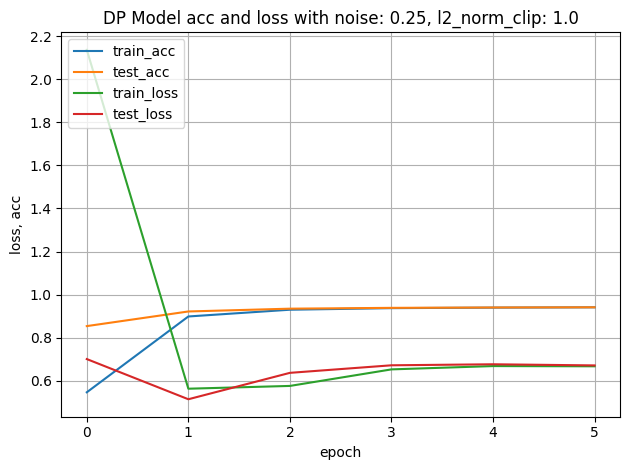 DP Model acc and loss with noise: 0.25, l2_norm_clip: 1.0
train_acc
test_acc
train_loss
test_loss
2.2
2.0
1.8
1.6
1.4
1.2
1.0
0.8
0.6
loss, acc
0 1 2 3 4 5
epoch